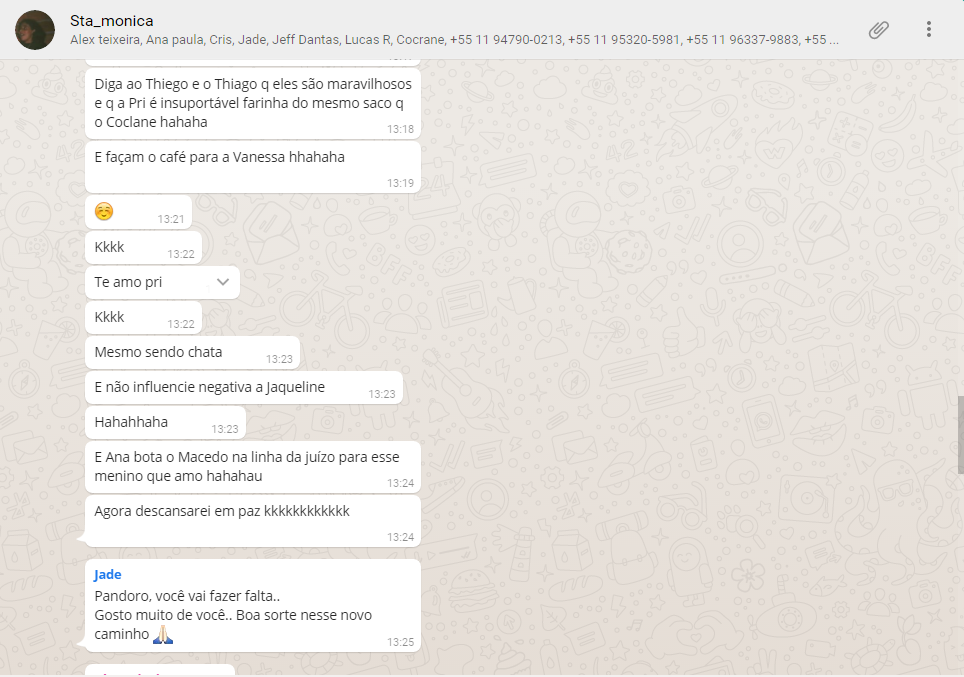 Sta_monica
Alex teixeira, Ana paula, Cris, Jade, Jeff Dantas, Lucas R, Cocrane, +55 11 94790-0213, +55 11 95320-5981, +55 11 96337-9883, +55 ...
Diga ao Thiego e o Thiago q eles são maravilhosos
e q a Pri é insuportável farinha do mesmo saco q
o Coclane hahaha
13:18
E façam o café para a Vanessa hhahaha
13:19
☺️
13:21
Kkkk
13:22
Te amo pri
Kkkk
13:22
Mesmo sendo chata
13:23
E não influencie negativa a Jaqueline
13:23
Hahahhaha
13:23
E Ana bota o Macedo na linha da juízo para esse
menino que amo hahahau
13:24
Agora descansarei em paz kkkkkkkkkkkk
13:24
Jade
Pandoro, você vai fazer falta..
Gosto muito de você.. Boa sorte nesse novo
caminho 🙏🏻
13:25